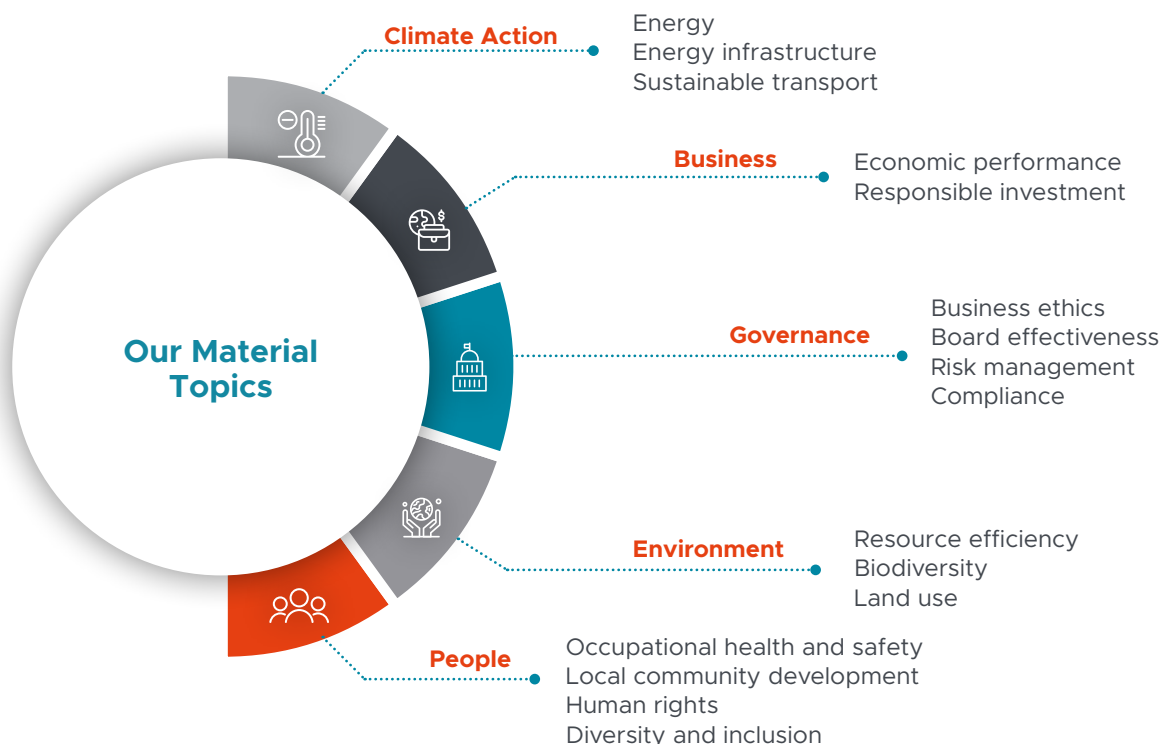 Climate Action
Energy
Energy infrastructure
Sustainable transport
Business
Economic performance
Responsible investment
Our Material
Topics
Governance
Business ethics
Board effectiveness
Risk management
Compliance
Environment
Resource efficiency
Biodiversity
Land use
People
Occupational health and safety
Local community development
Human rights
Diversity and inclusion